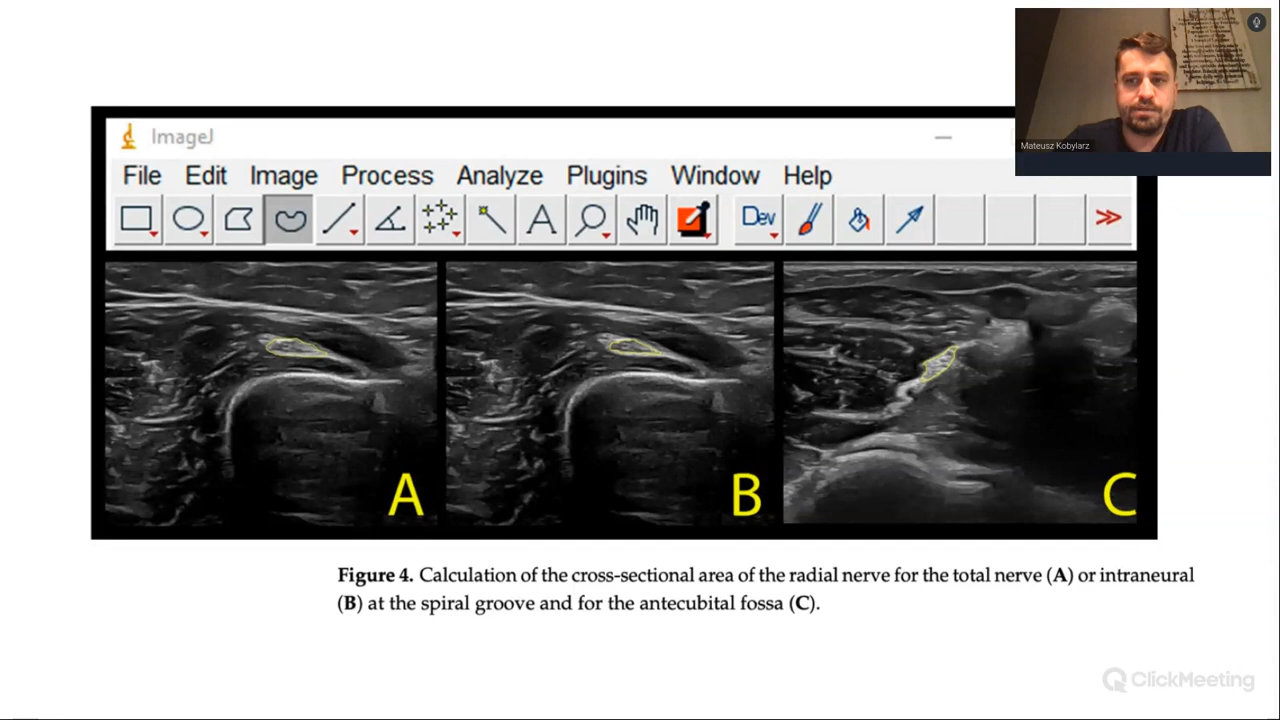 Mateusz Kobylarz
ImageJ
File Edit Image Process Analyze Plugins Window Help
A Dev
A B C
Figure 4. Calculation of the cross-sectional area of the radial nerve for the total nerve (A) or intraneural
(B) at the spiral groove and for the antecubital fossa (C).
ClickMeeting